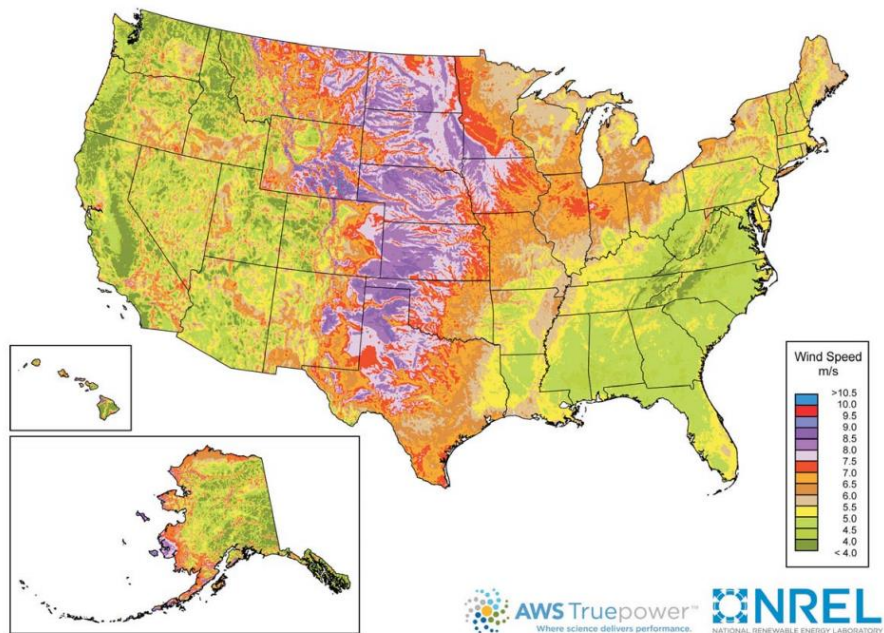 Wind Speed
m/s
>10.5
10.0
9.5
9.0
8.5
8.0
7.5
7.0
6.5
6.0
5.5
5.0
4.5
4.0
< 4.0
AWS Truepower™
Where science delivers performance.
NREL
NATIONAL RENEWABLE ENERGY LABORATORY